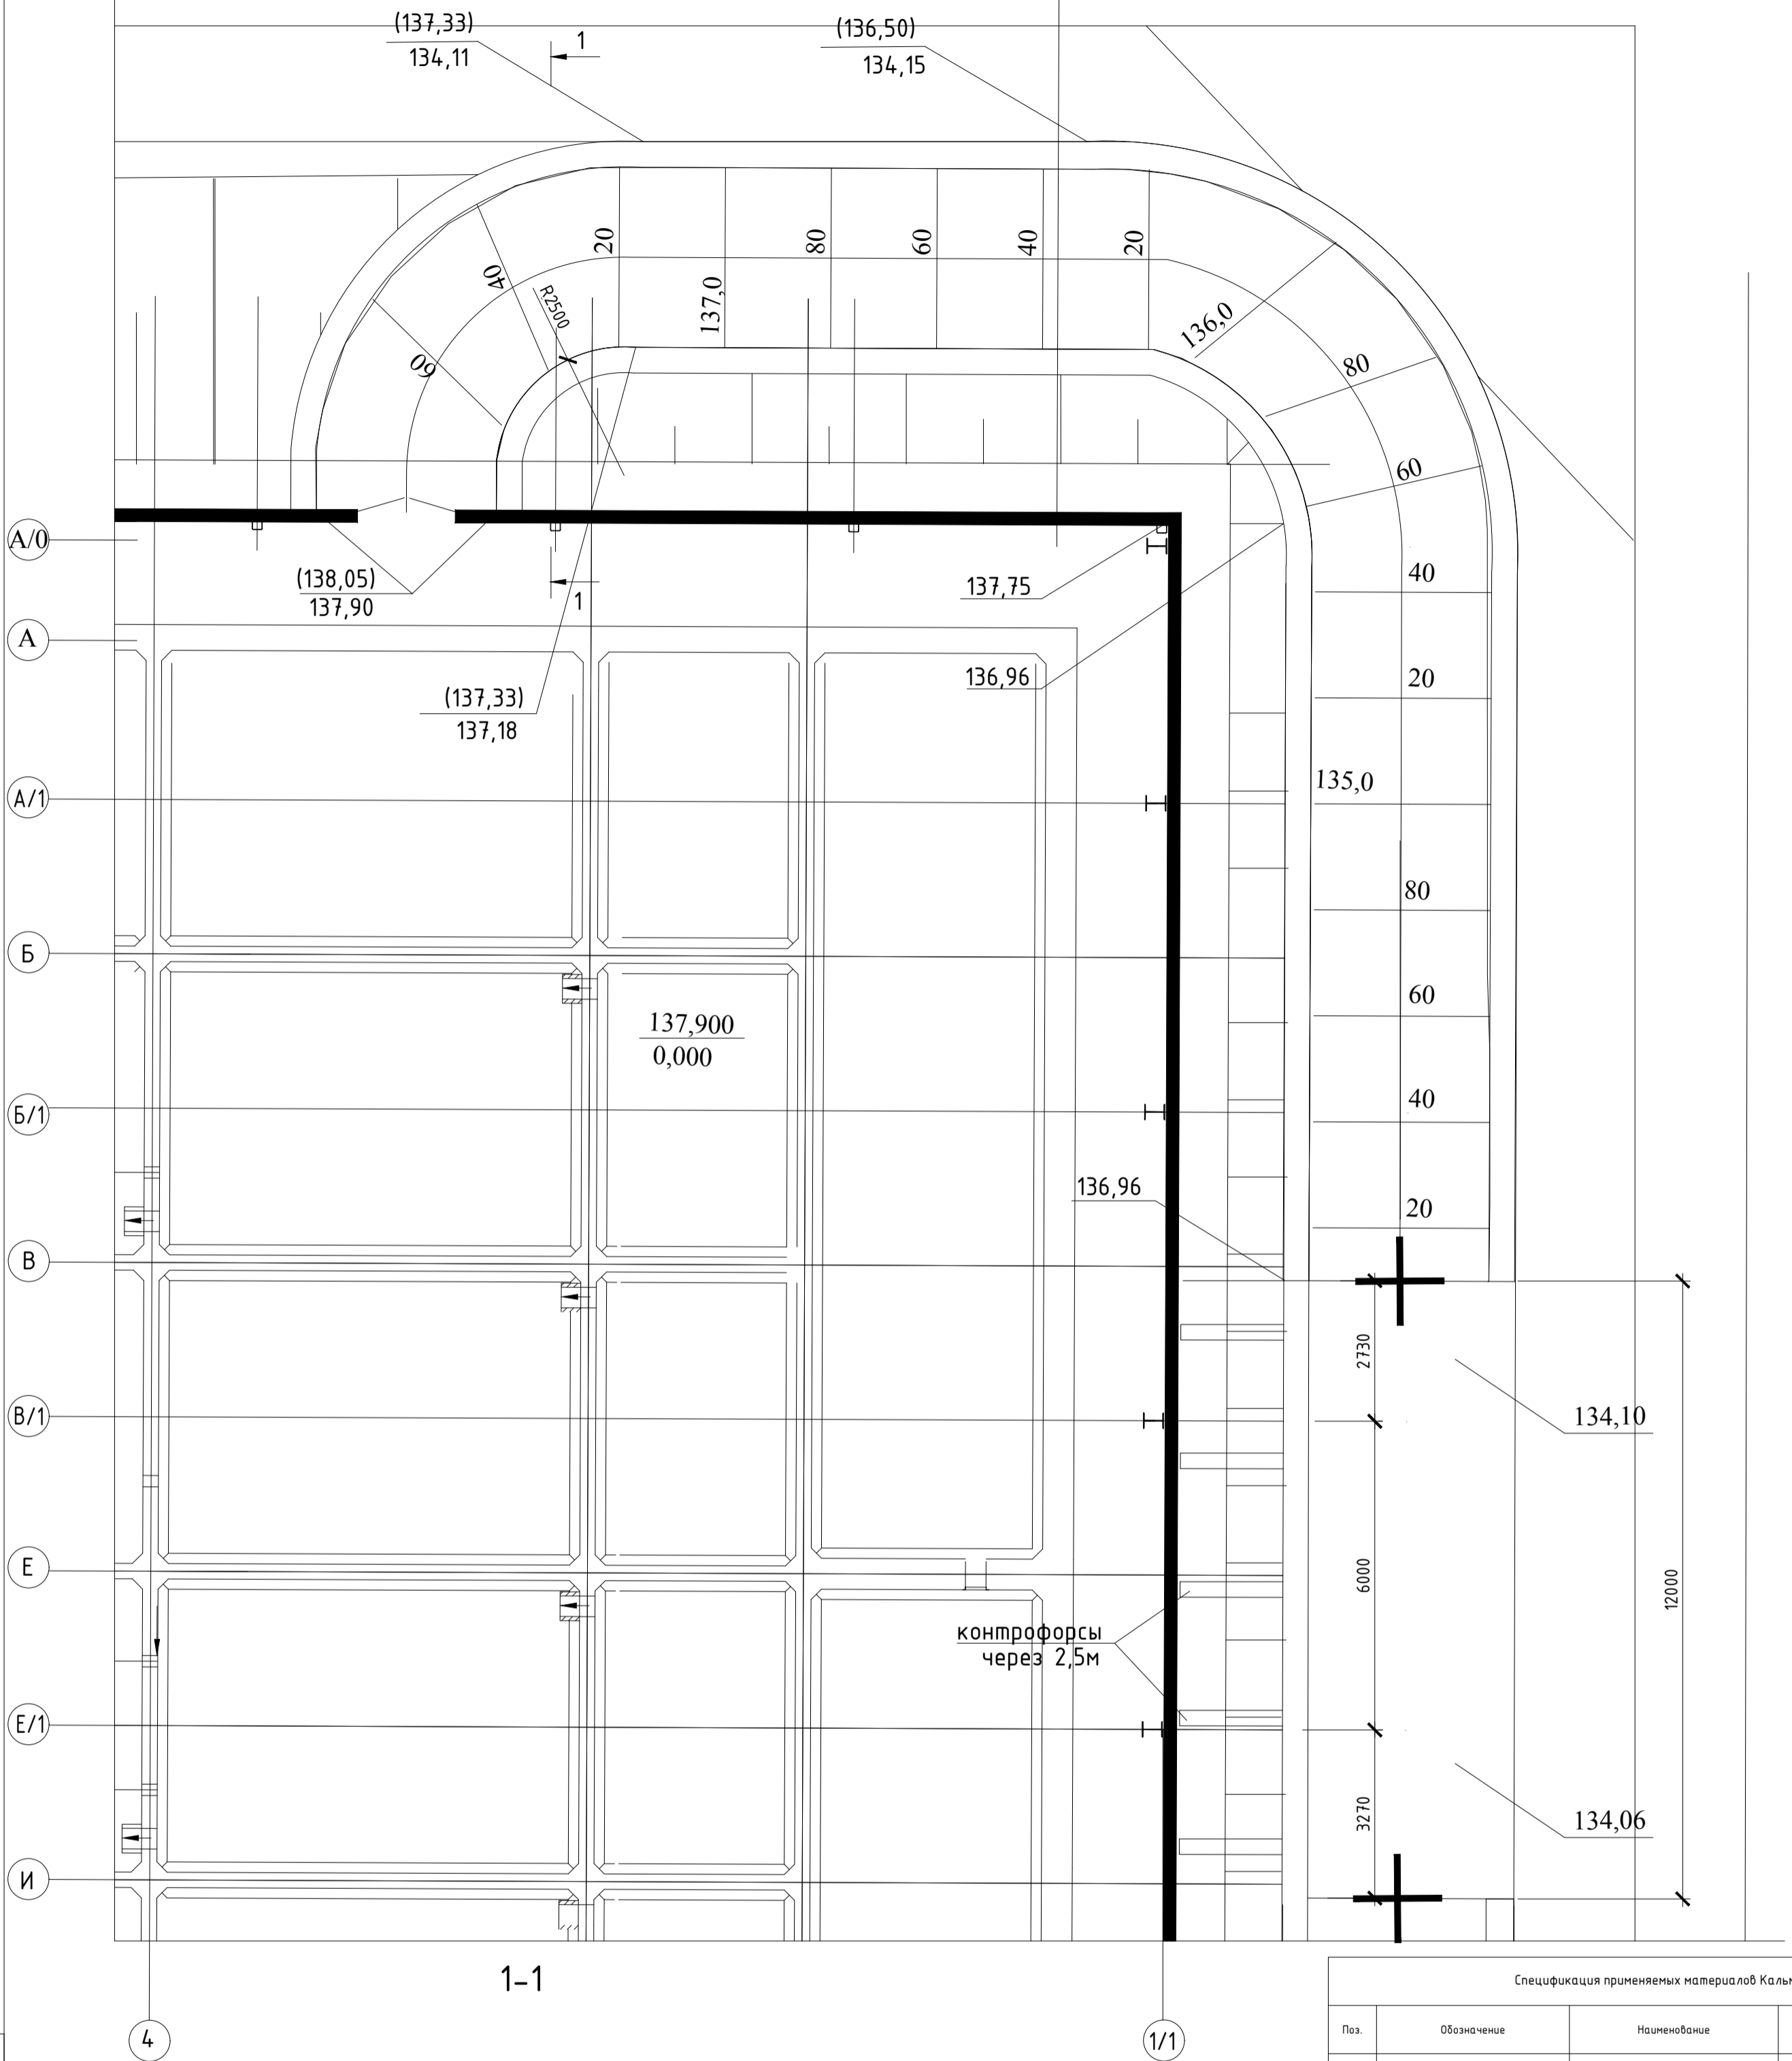 (137,33)
134,11
1
(136,50)
134,15
20
80
60
40
20
40
R2500
137,0
136,0
60
80
60
А/0
(138,05)
137,90
1
137,75
40
А
136,96
20
(137,33)
137,18
А/1
135,0
80
Б
137,900
0,000
60
Б/1
40
136,96
20
В
2730
В/1
134,10
Е
6000
12000
контрофорсы
через 2,5м
Е/1
3270
134,06
И
1-1
Спецификация применяемых материалов
Поз.
Обозначение
Наименование
4
1/1